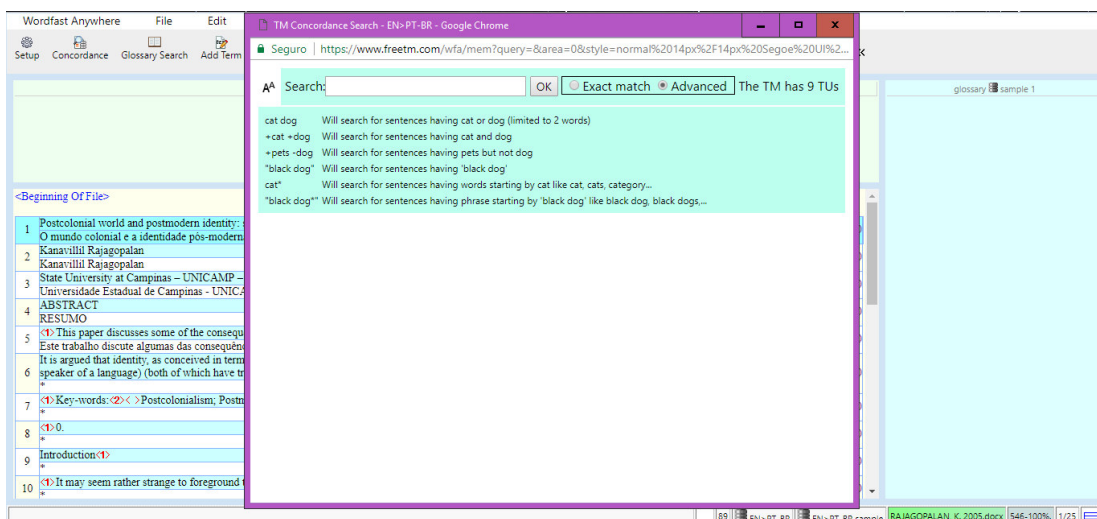 Wordfast Anywhere File Edit
Setup Concordance Glossary Search Add Term
TM Concordance Search - EN>PT-BR - Google Chrome
Seguro | https://www.freetm.com/wfa/mem?query=&area=0&style=normal%2014px%2F14px%20Segoe%20UI%2...
AA Search: OK Exact match Advanced The TM has 9 TUs
cat dog Will search for sentences having cat or dog (limited to 2 words)
+cat +dog Will search for sentences having cat and dog
+pets -dog Will search for sentences having pets but not dog
"black dog" Will search for sentences having 'black dog'
cat* Will search for sentences having words starting by cat like cat, cats, category...
"black dog*" Will search for sentences having phrase starting by 'black dog' like black dog, black dogs,...
glossary sample 1
<Beginning Of File>
1 Postcolonial world and postmodern identity:
O mundo colonial e a identidade pós-modern
2 Kanavillil Rajagopalan
Kanavillil Rajagopalan
3 State University at Campinas – UNICAMP –
Universidade Estadual de Campinas - UNICA
4 ABSTRACT
RESUMO
5 <1>This paper discusses some of the consequ
Este trabalho discute algumas das consequên
It is argued that identity, as conceived in term
6 speaker of a language) (both of which have tr
*
7 <1>Key-words:<2>< >Postcolonialism; Postn
*
8 <1>0.
*
9 Introduction<1>
*
10 <1>It may seem rather strange to foreground
*
89 EN>PT-BR EN>PT-BR sample RAJAGOPALAN_K_2005.docx 546-100% 1/25